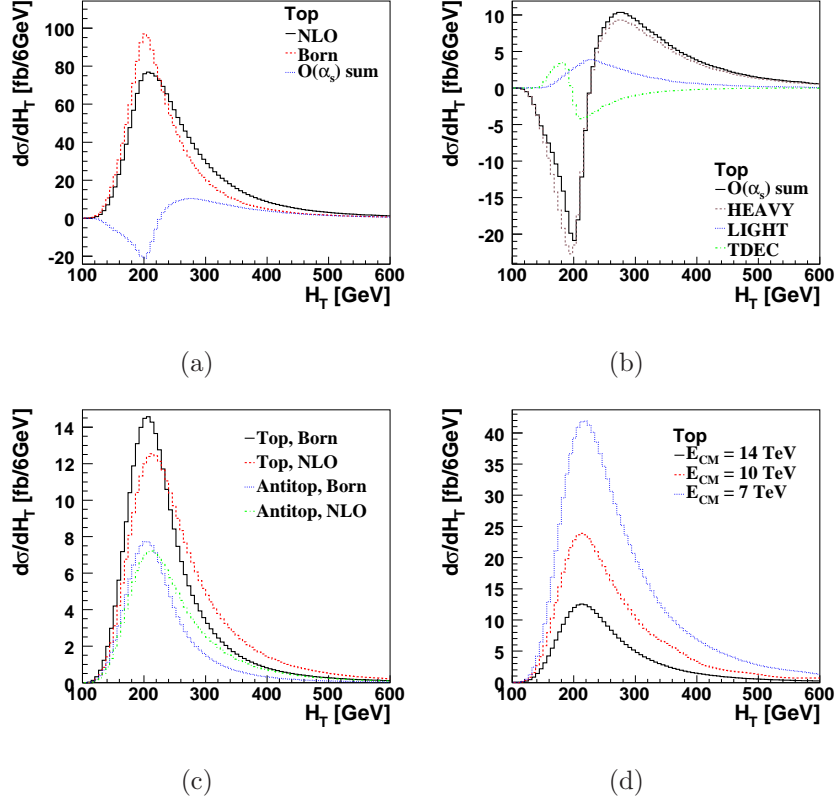 dσ/dH_T [fb/6GeV]
100
80
60
40
20
0
-20
Top
NLO
Born
O(α_s) sum
100 200 300 400 500 600
H_T [GeV]
(a)
dσ/dH_T [fb/6GeV]
10
5
0
-5
-10
-15
-20
Top
O(α_s) sum
HEAVY
LIGHT
TDEC
100 200 300 400 500 600
H_T [GeV]
(b)
dσ/dH_T [fb/6GeV]
14
12
10
8
6
4
2
0
Top, Born
Top, NLO
Antitop, Born
Antitop, NLO
100 200 300 400 500 600
H_T [GeV]
(c)
dσ/dH_T [fb/6GeV]
40
35
30
25
20
15
10
5
0
Top
E_CM = 14 TeV
E_CM = 10 TeV
E_CM = 7 TeV
100 200 300 400 500 600
H_T [GeV]
(d)